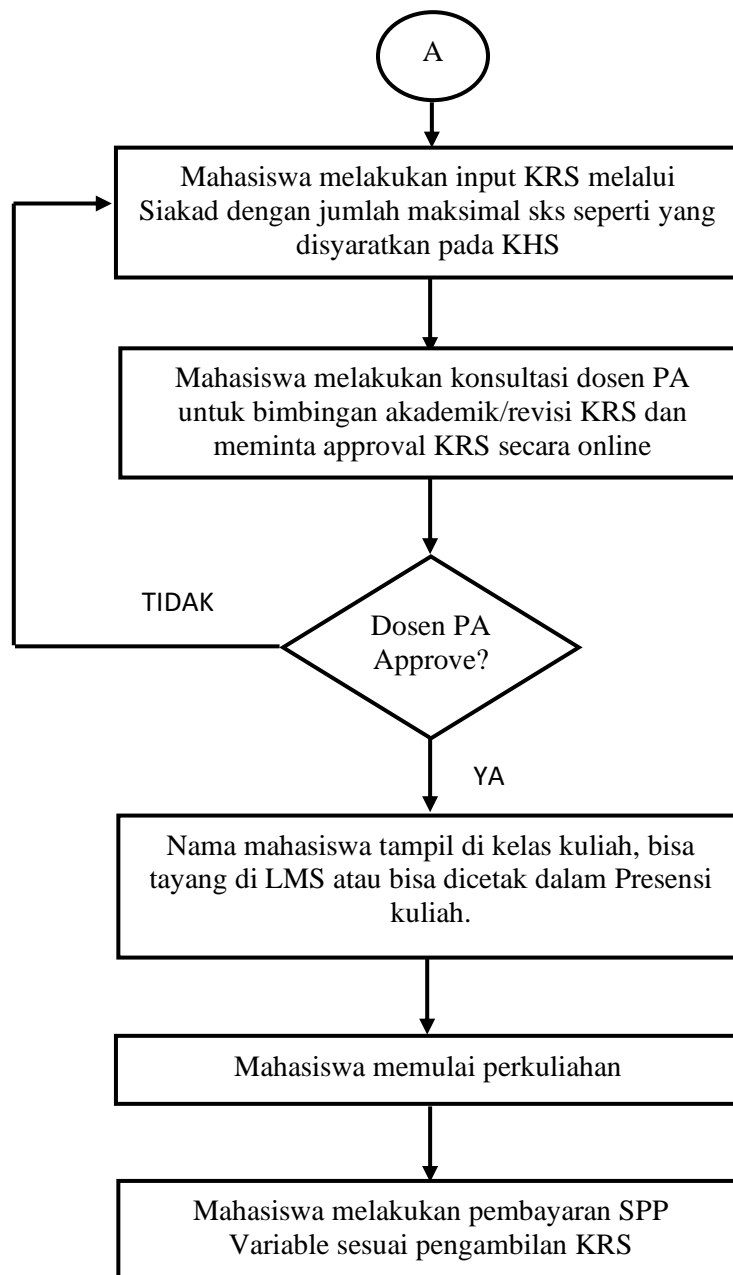 A
Mahasiswa melakukan input KRS melalui
Siakad dengan jumlah maksimal sks seperti yang
disyaratkan pada KHS
Mahasiswa melakukan konsultasi dosen PA
untuk bimbingan akademik/revisi KRS dan
meminta approval KRS secara online
TIDAK
Dosen PA
Approve?
YA
Nama mahasiswa tampil di kelas kuliah, bisa
tayang di LMS atau bisa dicetak dalam Presensi
kuliah.
Mahasiswa memulai perkuliahan
Mahasiswa melakukan pembayaran SPP
Variable sesuai pengambilan KRS